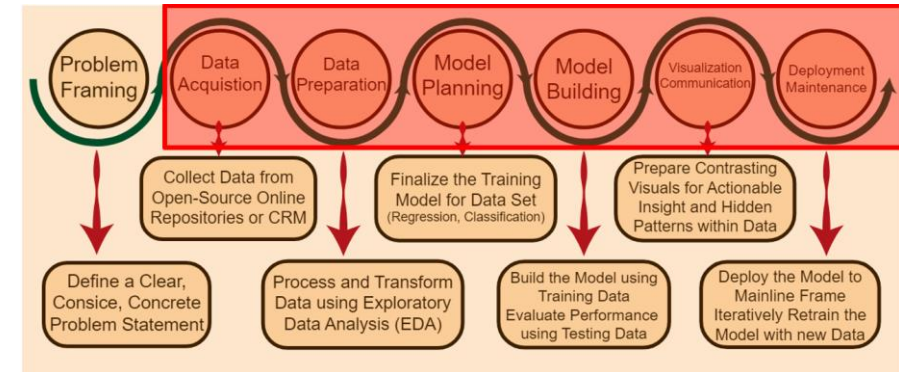 Problem
Framing
Data
Acquistion
Data
Preparation
Model
Planning
Model
Building
Visualization
Communication
Deployment
Maintenance
Collect Data from
Open-Source Online
Repositories or CRM
Finalize the Training
Model for Data Set
(Regression, Classification)
Prepare Contrasting
Visuals for Actionable
Insight and Hidden
Patterns within Data
Define a Clear,
Consice, Concrete
Problem Statement
Process and Transform
Data using Exploratory
Data Analysis (EDA)
Build the Model using
Training Data
Evaluate Performance
using Testing Data
Deploy the Model to
Mainline Frame
Iteratively Retrain the
Model with new Data